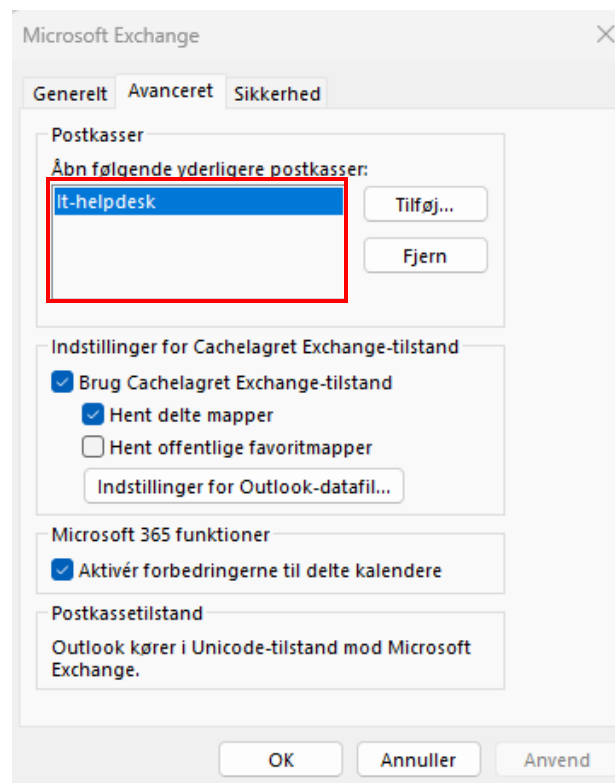 Microsoft Exchange
Generelt Avanceret Sikkerhed
Postkasser
Åbn følgende yderligere postkasser:
It-helpdesk
Tilføj...
Fjern
Indstillinger for Cachelagret Exchange-tilstand
Brug Cachelagret Exchange-tilstand
Hent delte mapper
Hent offentlige favoritmapper
Indstillinger for Outlook-datafil...
Microsoft 365 funktioner
Aktivér forbedringerne til delte kalendere
Postkassetilstand
Outlook kører i Unicode-tilstand mod Microsoft
Exchange.
OK Annuller Anvend